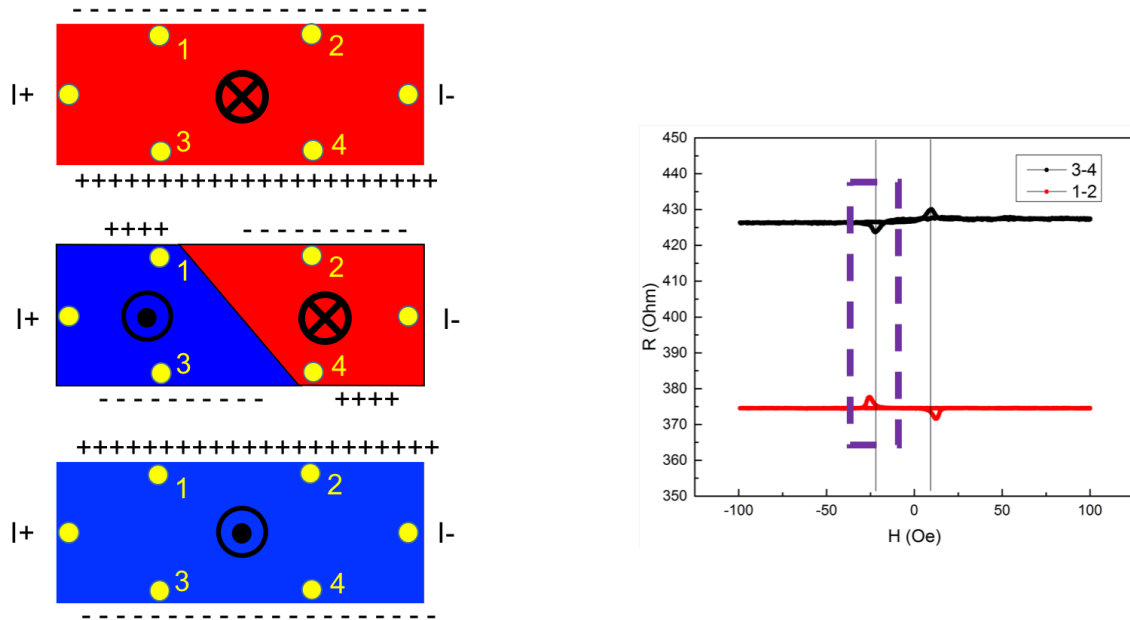 - - - - - - - - - - - - - - - - - - - - -
1 2
I+ I-
3 4
++++++++++++++++++++++
++++ - - - - - - - - - -
1 2
I+ I-
3 4
- - - - - - - - - - ++++
++++++++++++++++++++++
1 2
I+ I-
3 4
- - - - - - - - - - - - - - - - - - - - -
450
440
430
420
410
400
390
380
370
360
350
R (Ohm)
3-4
1-2
-100 -50 0 50 100
H (Oe)